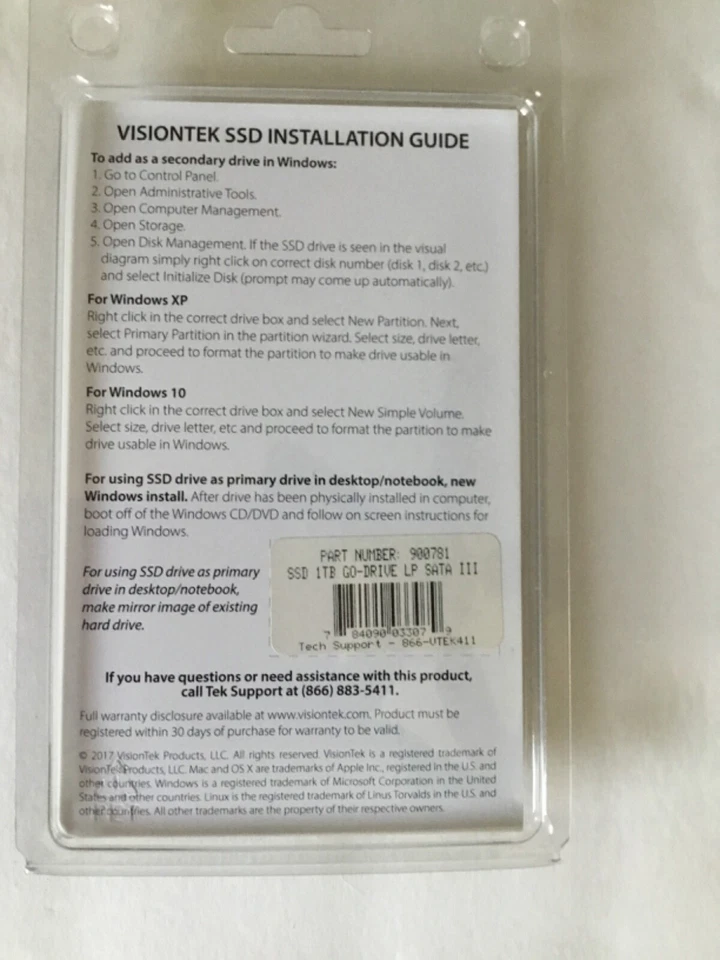 VISIONTEK SSD INSTALLATION GUIDE
To add as a secondary drive in Windows:
1. Go to Control Panel.
2. Open Administrative Tools.
3. Open Computer Management.
4. Open Storage.
5. Open Disk Management. If the SSD drive is seen in the visual
diagram simply right click on correct disk number (disk 1, disk 2, etc.)
and select Initialize Disk (prompt may come up automatically).
For Windows XP
Right click in the correct drive box and select New Partition. Next,
select Primary Partition in the partition wizard. Select size, drive letter,
etc. and proceed to format the partition to make drive usable in
Windows.
For Windows 10
Right click in the correct drive box and select New Simple Volume.
Select size, drive letter, etc and proceed to format the partition to make
drive usable in Windows.
For using SSD drive as primary drive in desktop/notebook, new
Windows install. After drive has been physically installed in computer,
boot off of the Windows CD/DVD and follow on screen instructions for
loading Windows.
For using SSD drive as primary
drive in desktop/notebook,
make mirror image of existing
hard drive.
PART NUMBER: 900781
SSD 1TB GO-DRIVE LP SATA III
7 84090 03307 9
Tech Support - 866-VTEK411
If you have questions or need assistance with this product,
call Tek Support at (866) 883-5411.
Full warranty disclosure available at www.visiontek.com. Product must be
registered within 30 days of purchase for warranty to be valid.
© 2017 VisionTek Products, LLC. All rights reserved. VisionTek is a registered trademark of
VisionTek Products, LLC. Mac and OS X are trademarks of Apple Inc., registered in the U.S. and
other countries. Windows is a registered trademark of Microsoft Corporation in the United
States and other countries. Linux is the registered trademark of Linus Torvalds in the U.S. and
other countries. All other trademarks are the property of their respective owners.